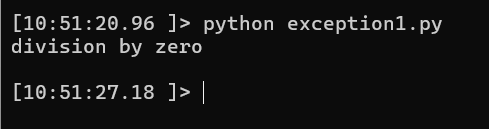 [10:51:20.96 ]> python exception1.py
division by zero
[10:51:27.18 ]>